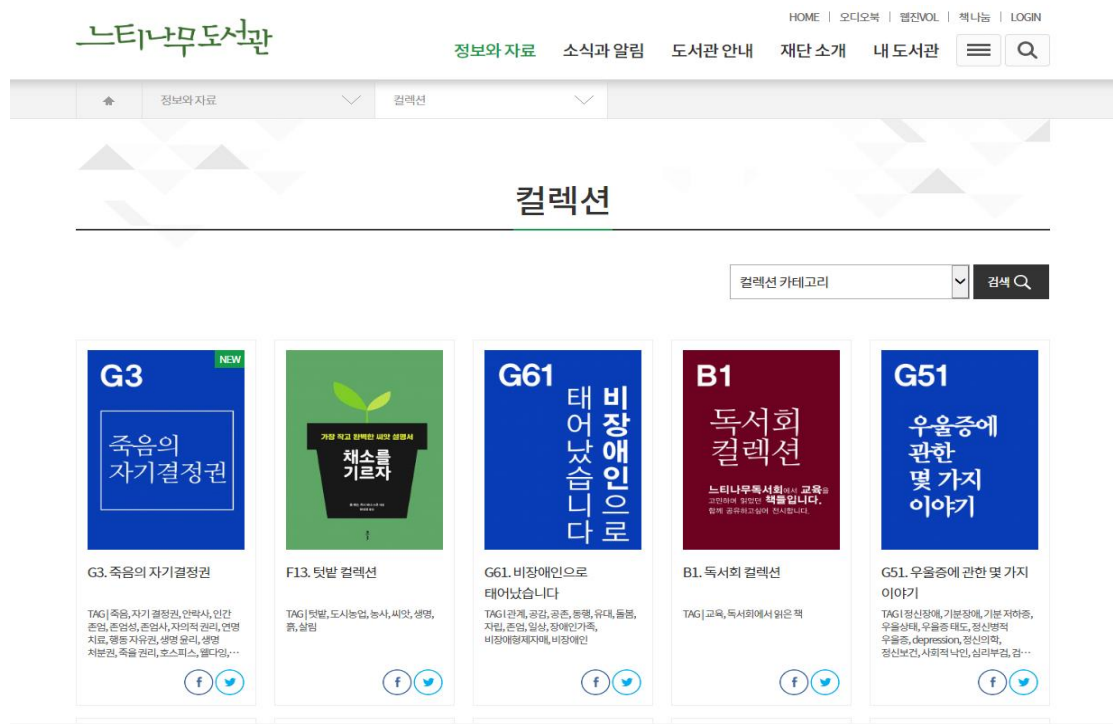 느티나무도서관
HOME | 오디오북 | 웹진VOL | 책나눔 | LOGIN
정보와 자료 소식과 알림 도서관 안내 재단 소개 내 도서관
정보와 자료 컬렉션
컬렉션
컬렉션 카테고리 검색
G3 NEW
죽음의
자기결정권
G3. 죽음의 자기결정권
TAG | 죽음, 자기 결정권, 안락사, 인간
존엄, 존엄성, 존엄사, 자의적 권리, 연명
치료, 행동 자유권, 생명 윤리, 생명
처분권, 죽을 권리, 호스피스, 웰다잉, ···
가장 작고 완벽한 씨앗 설명서
채소를
기르자
F13. 텃밭 컬렉션
TAG | 텃밭, 도시농업, 농사, 씨앗, 생명,
흙, 살림
G61
비장애인으로
태어났습니다
G61. 비장애인으로
태어났습니다
TAG | 관계, 공감, 공존, 동행, 유대, 돌봄,
자립, 존엄, 일상, 장애인가족,
비장애형제자매, 비장애인
B1
독서회
컬렉션
느티나무독서회에서 교육을
고민하며 읽었던 책들입니다.
함께 공유하고싶어 전시합니다.
B1. 독서회 컬렉션
TAG | 교육, 독서회에서 읽은 책
G51
우울증에
관한
몇 가지
이야기
G51. 우울증에 관한 몇 가지
이야기
TAG | 정신장애, 기분장애, 기분 저하증,
우울상태, 우울증 태도, 정신병적
우울증, depression, 정신의학,
정신보건, 사회적 낙인, 심리부검, 검···